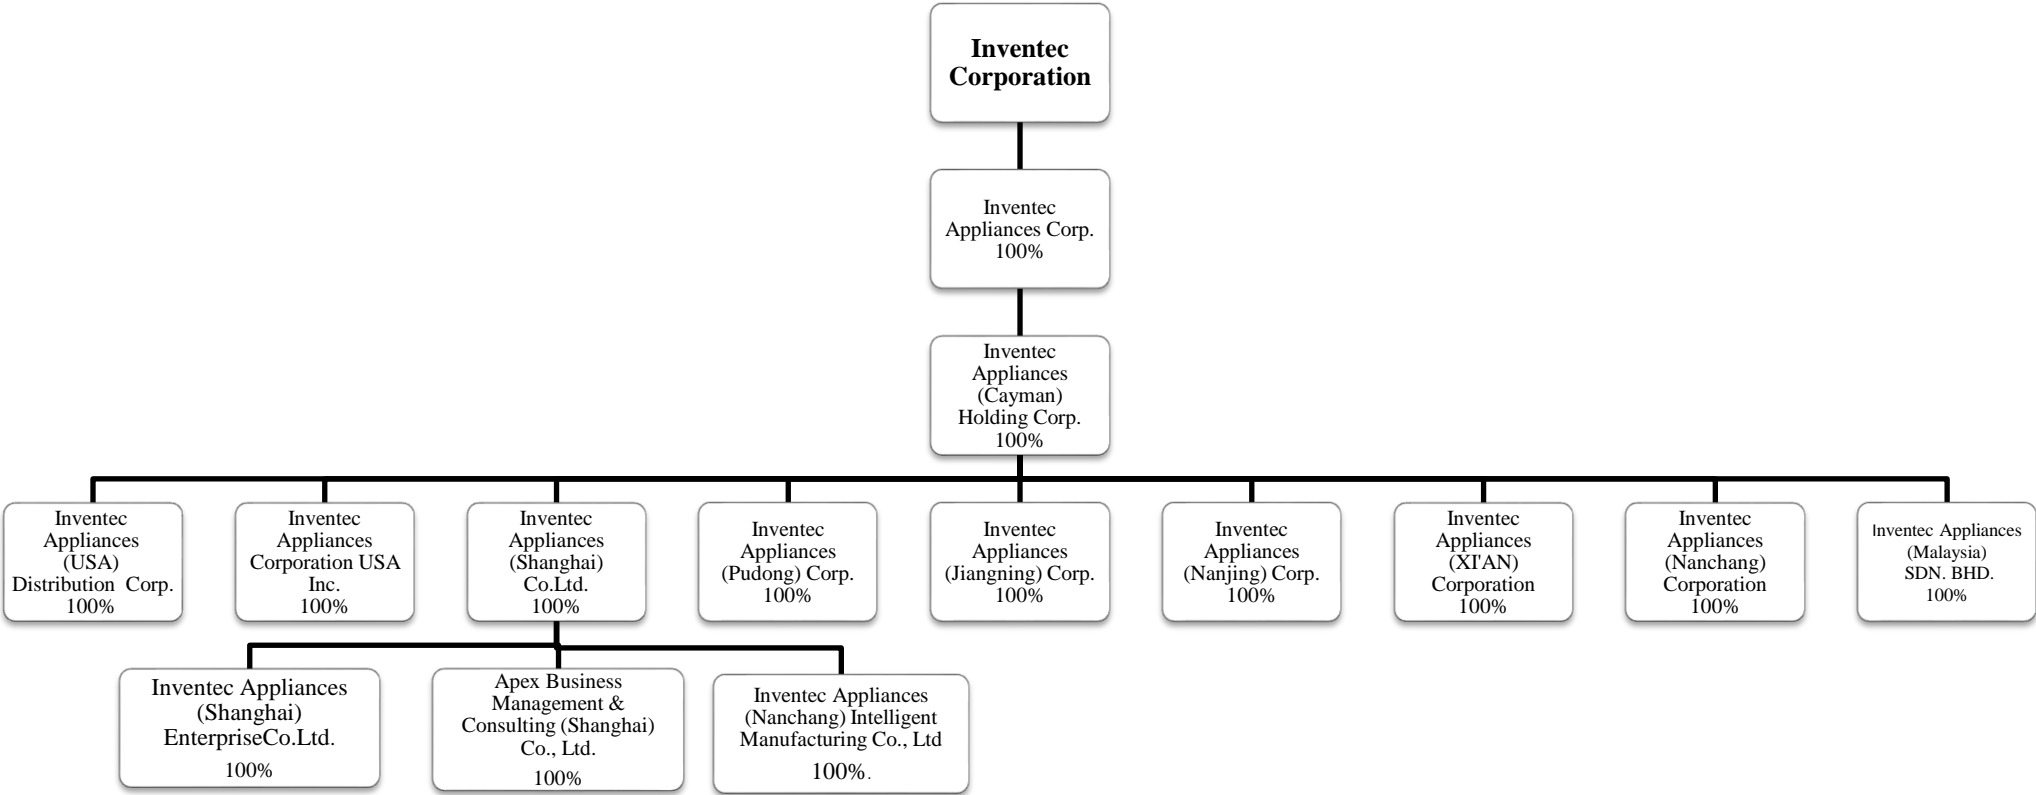 Inventec
Corporation
Inventec
Appliances Corp.
100%
Inventec
Appliances
(Cayman)
Holding Corp.
100%
Inventec
Appliances
(USA)
Distribution  Corp.
100%
Inventec
Appliances
Corporation USA
Inc.
100%
Inventec
Appliances
(Shanghai)
Co.Ltd.
100%
Inventec
Appliances
(Pudong) Corp.
100%
Inventec
Appliances
(Jiangning) Corp.
100%
Inventec
Appliances
(Nanjing) Corp.
100%
Inventec
Appliances
(XI'AN)
Corporation
100%
Inventec
Appliances
(Nanchang)
Corporation
100%
Inventec Appliances
(Malaysia)
SDN. BHD.
100%
Inventec Appliances
(Shanghai)
EnterpriseCo.Ltd.
100%
Apex Business
Management &
Consulting (Shanghai)
Co., Ltd.
100%
Inventec Appliances
(Nanchang) Intelligent
Manufacturing Co., Ltd
100%.